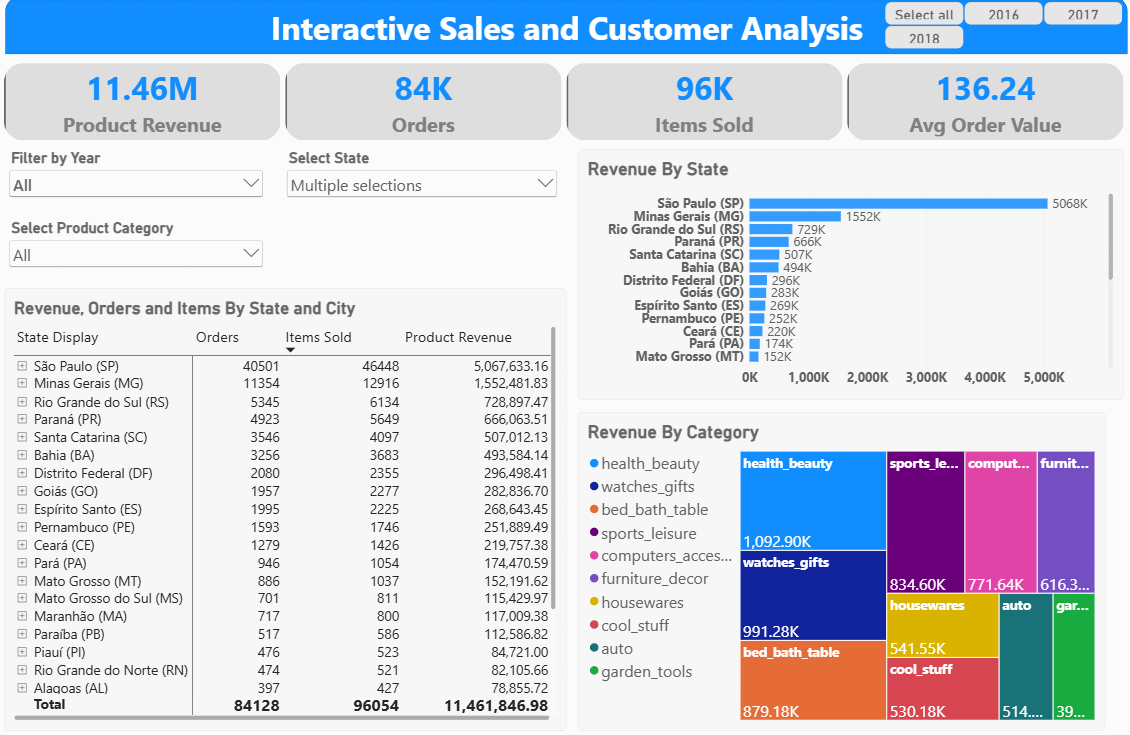 Interactive Sales and Customer Analysis
Select all 2016 2017
2018
11.46M 84K 96K 136.24
Product Revenue Orders Items Sold Avg Order Value
Filter by Year
All
Select State
Multiple selections
Select Product Category
All
Revenue, Orders and Items By State and City
State Display Orders Items Sold Product Revenue
São Paulo (SP) 40501 46448 5,067,633.16
Minas Gerais (MG) 11354 12916 1,552,481.83
Rio Grande do Sul (RS) 5345 6134 728,897.47
Paraná (PR) 4923 5649 666,063.51
Santa Catarina (SC) 3546 4097 507,012.13
Bahia (BA) 3256 3683 493,584.14
Distrito Federal (DF) 2080 2355 296,498.41
Goiás (GO) 1957 2277 282,836.70
Espírito Santo (ES) 1995 2225 268,643.45
Pernambuco (PE) 1593 1746 251,889.49
Ceará (CE) 1279 1426 219,757.38
Pará (PA) 946 1054 174,470.59
Mato Grosso (MT) 886 1037 152,191.62
Mato Grosso do Sul (MS) 701 811 115,429.97
Maranhão (MA) 717 800 117,009.38
Paraíba (PB) 517 586 112,586.82
Piauí (PI) 476 523 84,721.00
Rio Grande do Norte (RN) 474 521 82,105.66
Alagoas (AL) 397 427 78,855.72
Total 84128 96054 11,461,846.98
Revenue By State
São Paulo (SP) 5068K
Minas Gerais (MG) 1552K
Rio Grande do Sul (RS) 729K
Paraná (PR) 666K
Santa Catarina (SC) 507K
Bahia (BA) 494K
Distrito Federal (DF) 296K
Goiás (GO) 283K
Espírito Santo (ES) 269K
Pernambuco (PE) 252K
Ceará (CE) 220K
Pará (PA) 174K
Mato Grosso (MT) 152K
0K 1,000K 2,000K 3,000K 4,000K 5,000K
Revenue By Category
health_beauty
watches_gifts
bed_bath_table
sports_leisure
computers_acces...
furniture_decor
housewares
cool_stuff
auto
garden_tools
health_beauty
1,092.90K
watches_gifts
991.28K
bed_bath_table
879.18K
sports_le...
834.60K
comput...
771.64K
furnit...
616.3...
housewares
541.55K
cool_stuff
530.18K
auto
514....
gar...
39...